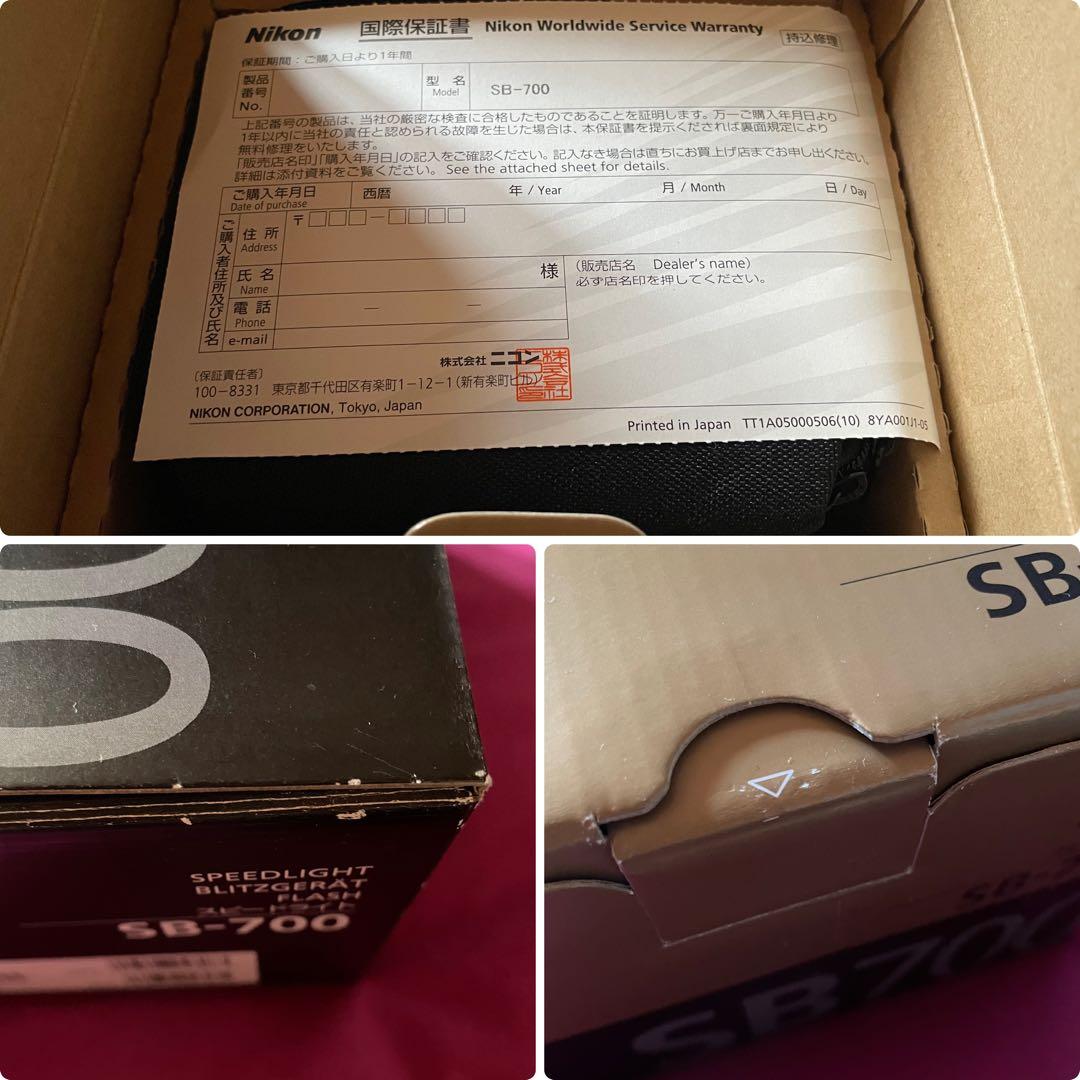 Nikon 国際保証書 Nikon Worldwide Service Warranty 持込修理
保証期間：ご購入日より1年間
製品番号 No.
型 名 Model SB-700
上記番号の製品は、当社の厳密な検査に合格したものであることを証明します。万一ご購入年月日より
1年以内に当社の責任と認められる故障を生じた場合は、本保証書を提示くだされば裏面規定により
無料修理をいたします。
「販売店名印」「購入年月日」の記入をご確認ください。記入なき場合は直ちにお買上げ店までお申し出ください。
詳細は添付資料をご覧ください。 See the attached sheet for details.
ご購入年月日 西暦 年 / Year 月 / Month 日 / Day
Date of purchase
ご購入者住所及び氏名
〒□□□-□□□□
住 所
Address
氏 名 様
Name
（販売店名 Dealer's name）
必ず店名印を押してください。
電 話 — —
Phone
e-mail
株式会社 ニコン
〔保証責任者〕
100-8331 東京都千代田区有楽町1-12-1（新有楽町ビル）
NIKON CORPORATION, Tokyo, Japan
Printed in Japan TT1A05000506(10) 8YA001J1-05
00
SPEEDLIGHT
BLITZGERÄT
FLASH
スピードライト
SB-700
SB-
SB-
SB 700